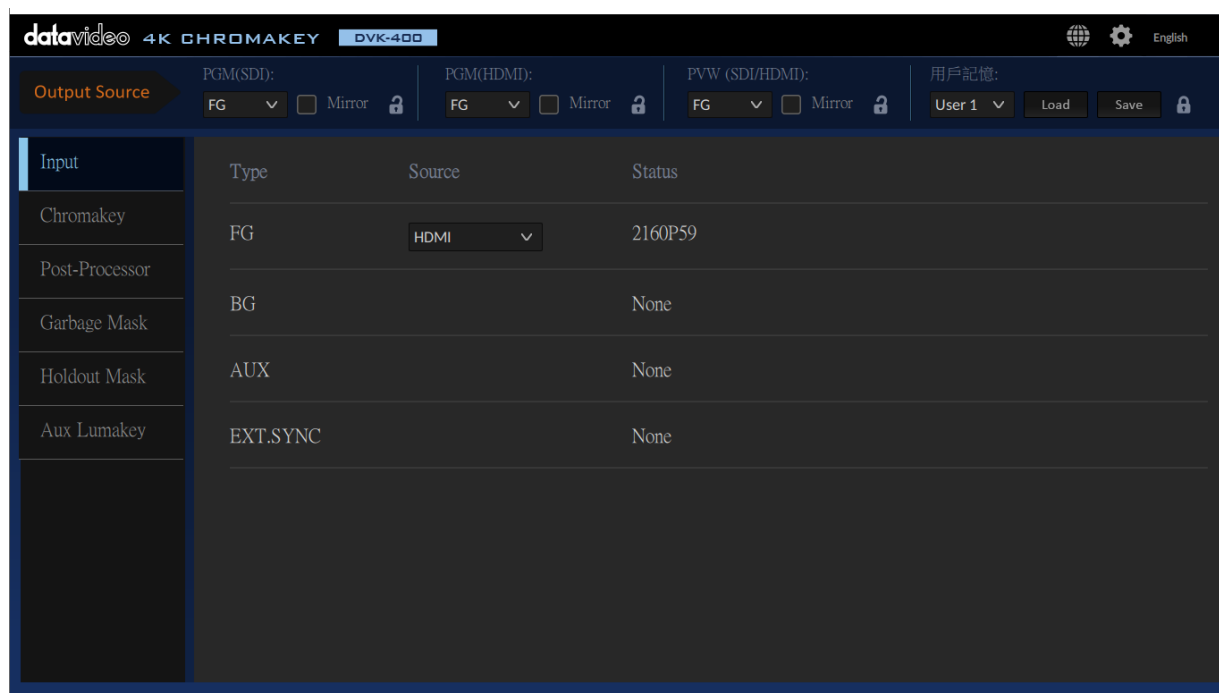 datavideo 4K CHROMAKEY DVK-400 English
Output Source
PGM(SDI):
FG Mirror
PGM(HDMI):
FG Mirror
PVW (SDI/HDMI):
FG Mirror
用戶記憶:
User 1 Load Save
Input
Chromakey
Post-Processor
Garbage Mask
Holdout Mask
Aux Lumakey
Type Source Status
FG HDMI 2160P59
BG None
AUX None
EXT.SYNC None